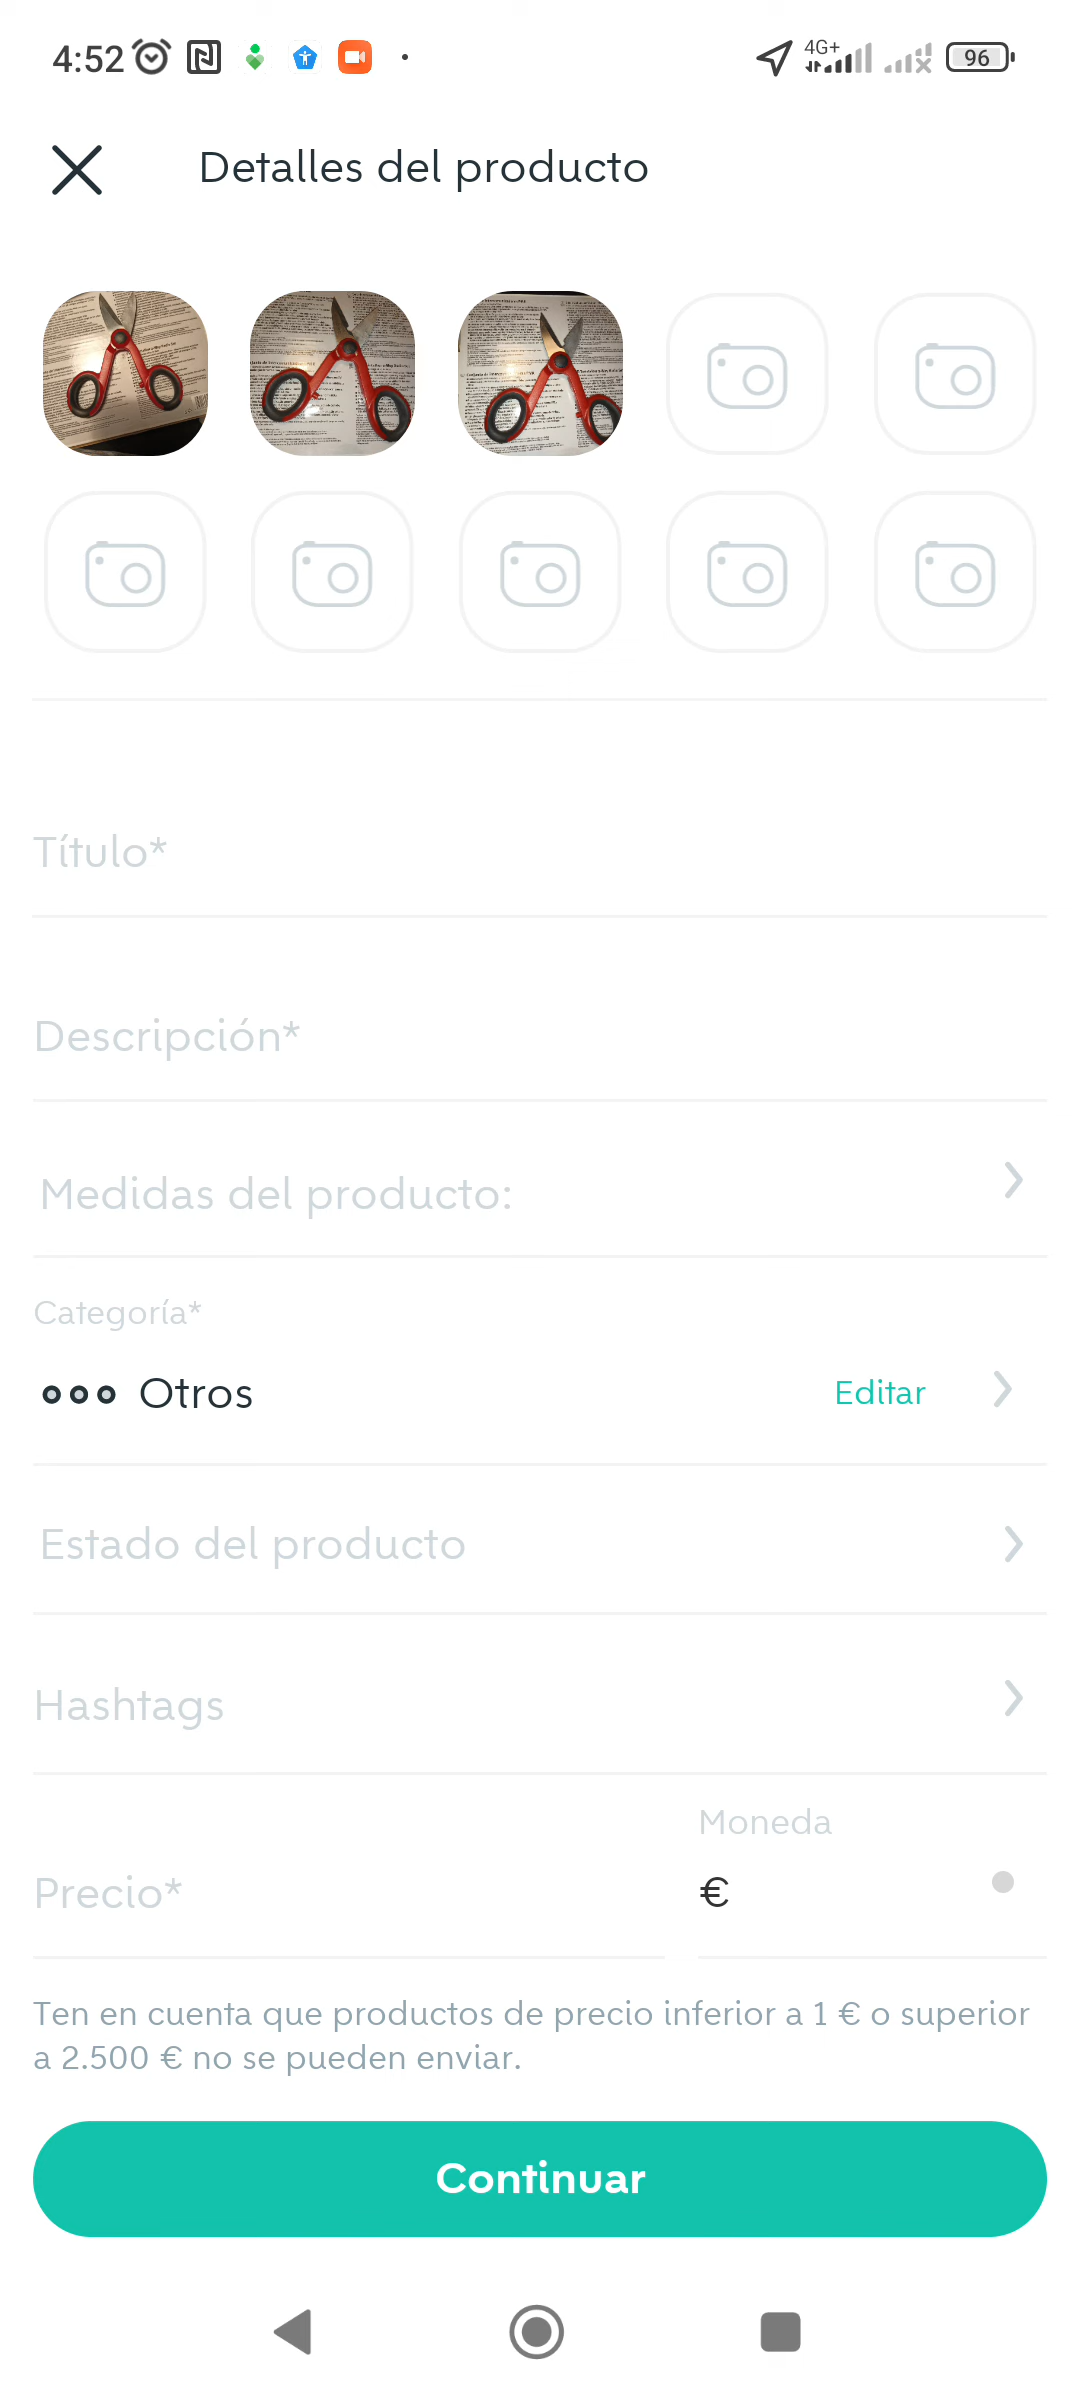 4:52
4G+
96
Detalles del producto
Título*
Descripción*
Medidas del producto:
Categoría*
Otros
Editar
Estado del producto
Hashtags
Moneda
Precio*
€
Ten en cuenta que productos de precio inferior a 1 € o superior
a 2.500 € no se pueden enviar.
Continuar